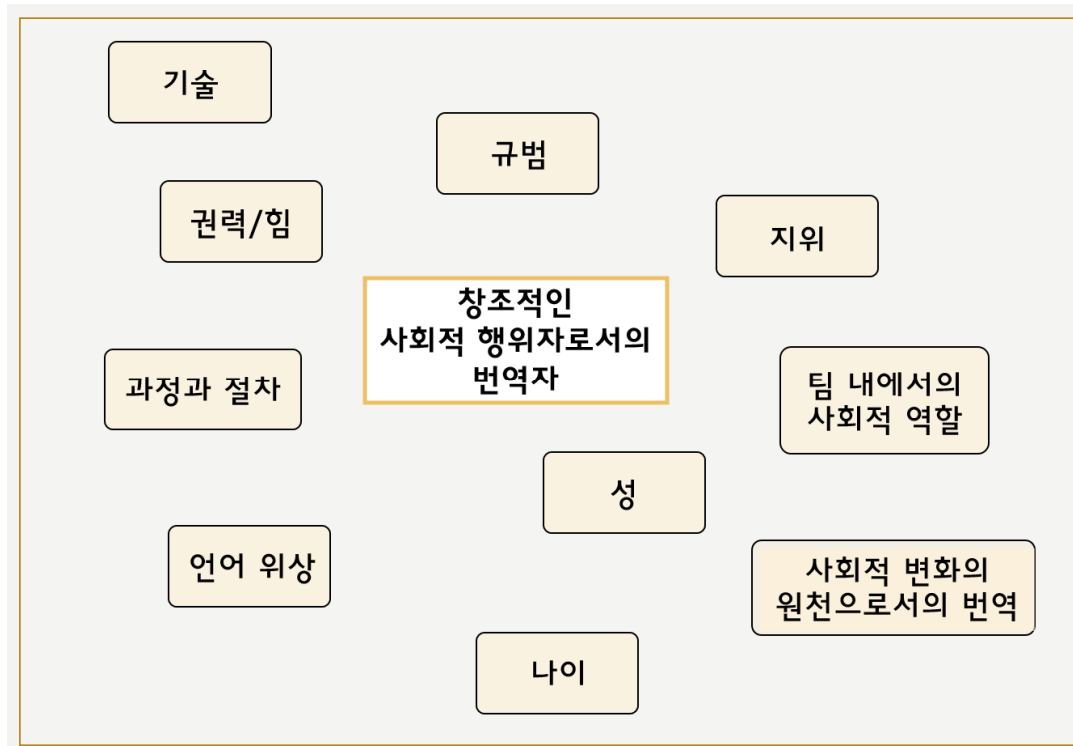 기술
규범
권력/힘
지위
창조적인
사회적 행위자로서의
번역자
과정과 절차
팀 내에서의
사회적 역할
성
언어 위상
사회적 변화의
원천으로서의 번역
나이